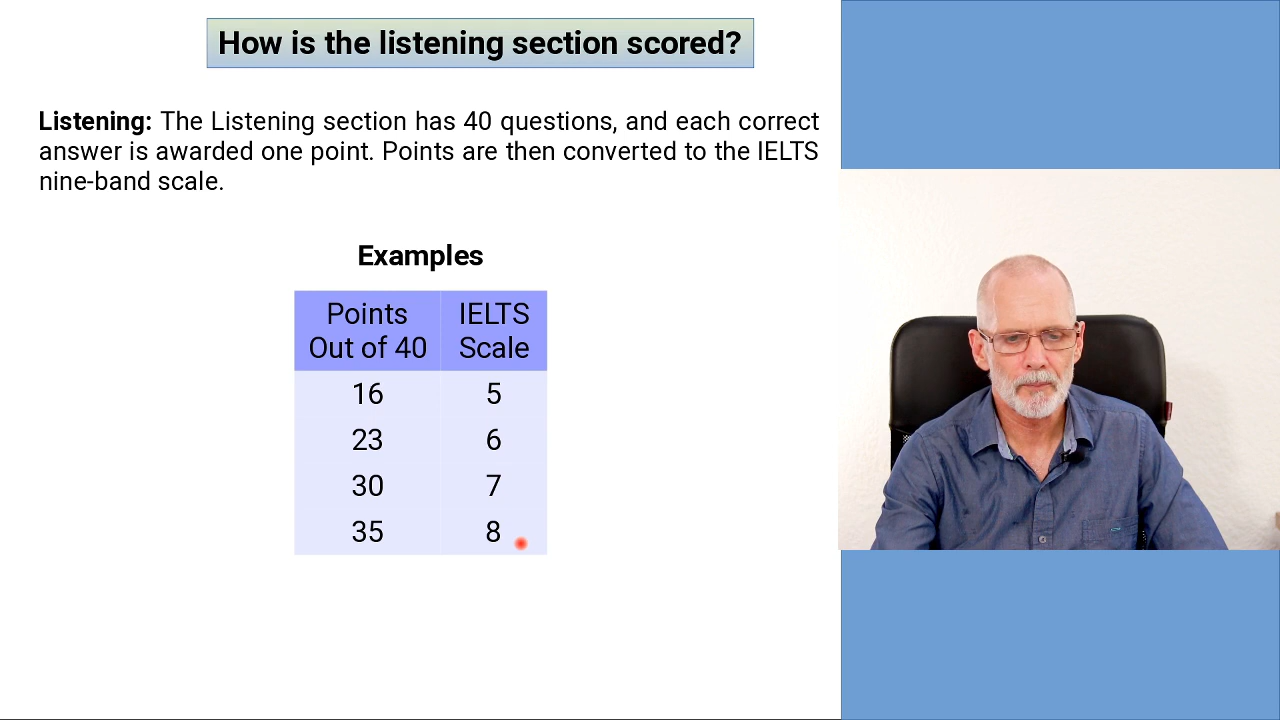 How is the listening section scored?
Listening: The Listening section has 40 questions, and each correct
answer is awarded one point. Points are then converted to the IELTS
nine-band scale.
Examples
Points Out of 40 IELTS Scale
16 5
23 6
30 7
35 8